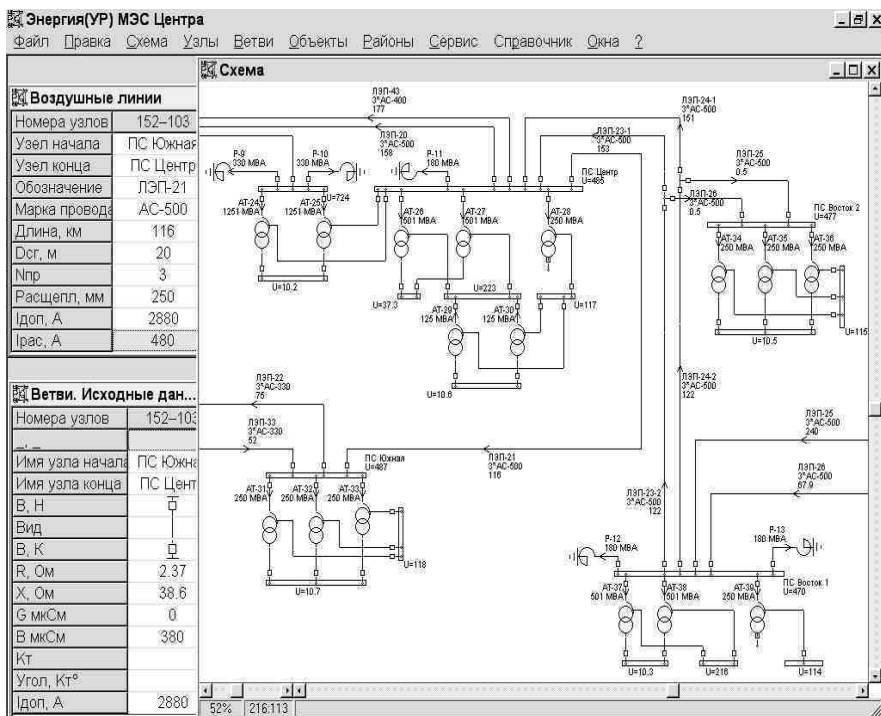 Энергия(УР) МЭС Центра
Файл Правка Схема Узлы Ветви Объекты Районы Сервис Справочник Окна ?
Воздушные линии
Номера узлов 152–103
Узел начала ПС Южная
Узел конца ПС Центр
Обозначение ЛЭП-21
Марка провода АС-500
Длина, км 116
Dсг, м 20
Nпр 3
Расщепл, мм 250
Iдоп, А 2880
Iрас, А 480
Ветви. Исходные дан...
Номера узлов 152–103
Имя узла начала ПС Южна
Имя узла конца ПС Цент
В, Н
Вид
В, К
R, Ом 2.37
X, Ом 38.6
G мкСм 0
B мкСм 380
Кт
Угол, Кт°
Iдоп, А 2880
Схема
ЛЭП-43
3*АС-400
177
ЛЭП-20
3*АС-500
158
Р-9
330 МВА
Р-10
330 МВА
Р-11
180 МВА
ЛЭП-23-1
3*АС-500
153
ЛЭП-24-1
3*АС-500
151
ЛЭП-25
3*АС-500
0.5
ЛЭП-26
3*АС-500
0.5
ПС Центр
U=485
U=724
АТ-24
1251 МВА
АТ-25
1251 МВА
АТ-26
501 МВА
АТ-27
501 МВА
АТ-28
250 МВА
ПС Восток 2
U=477
АТ-34
250 МВА
АТ-35
250 МВА
АТ-36
250 МВА
U=10.2
U=37.3
U=223
U=117
АТ-29
125 МВА
АТ-30
125 МВА
U=10.6
U=115
U=10.5
ЛЭП-22
3*АС-330
75
ЛЭП-33
3*АС-330
52
ЛЭП-24-2
3*АС-500
122
ЛЭП-25
3*АС-500
240
ПС Южная
U=487
ЛЭП-21
3*АС-500
116
ЛЭП-26
3*АС-500
67.9
АТ-31
250 МВА
АТ-32
250 МВА
АТ-33
250 МВА
ЛЭП-23-2
3*АС-500
122
U=118
U=10.7
Р-12
180 МВА
Р-13
180 МВА
ПС Восток 1
U=470
АТ-37
501 МВА
АТ-38
501 МВА
АТ-39
250 МВА
U=10.3
U=216
U=114
52% 216:113